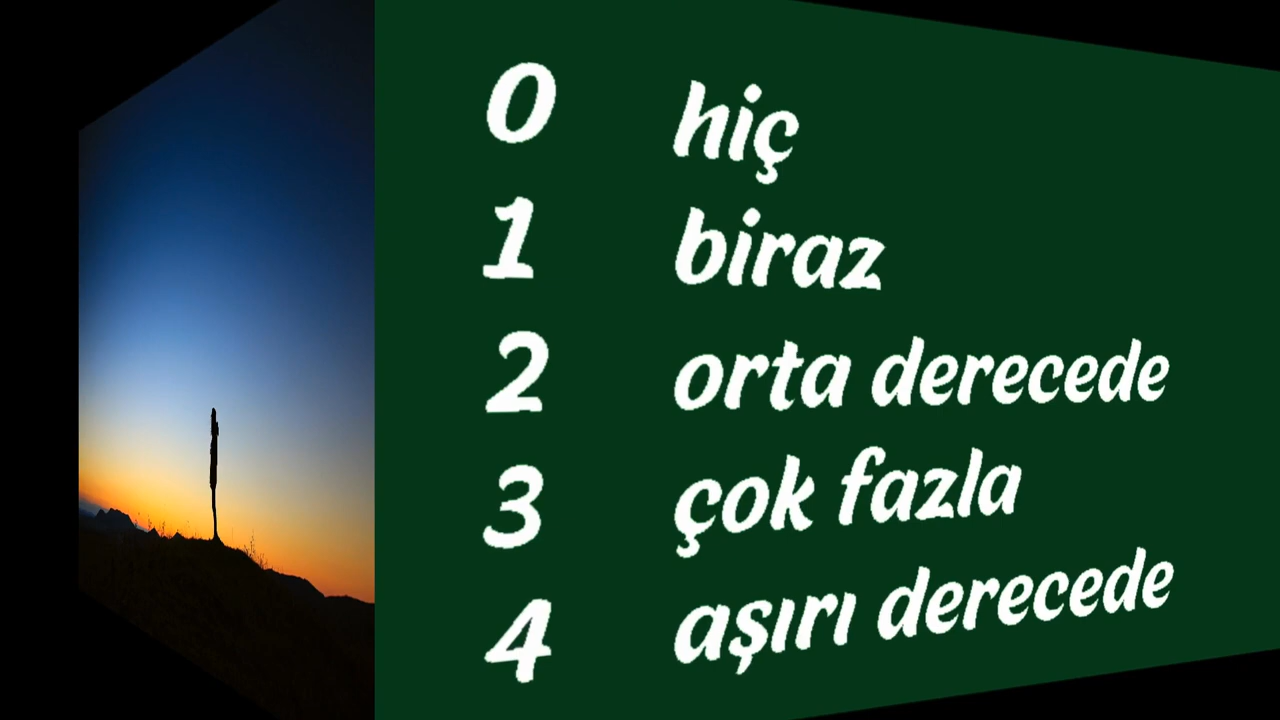 0 hiç
1 biraz
2 orta derecede
3 çok fazla
4 aşırı derecede